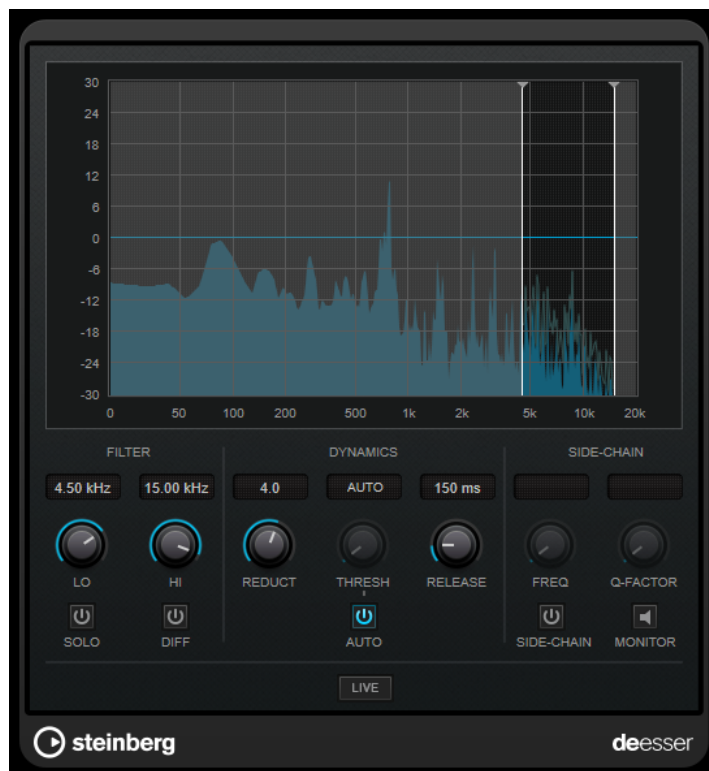 30
24
18
12
6
0
-6
-12
-18
-24
-30
0 50 100 200 500 1k 2k 5k 10k 20k
FILTER DYNAMICS SIDE-CHAIN
4.50 kHz 15.00 kHz 4.0 AUTO 150 ms
LO HI REDUCT THRESH RELEASE FREQ Q-FACTOR
SOLO DIFF AUTO SIDE-CHAIN MONITOR
LIVE
steinberg deesser